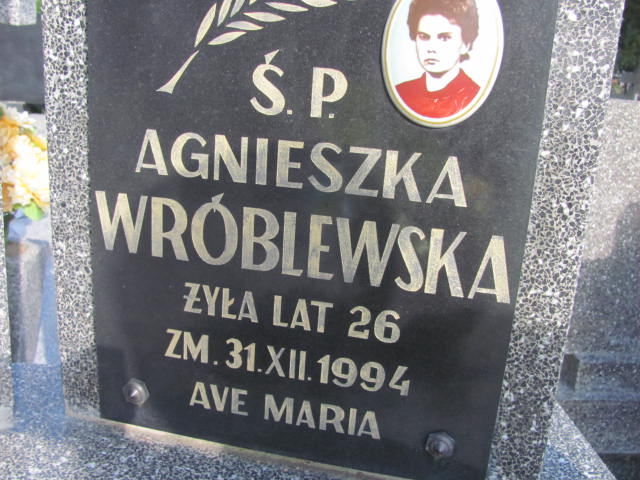 Ś.P.
AGNIESZKA
WRÓBLEWSKA
ŻYŁA LAT 26
ZM. 31.XII.1994
AVE MARIA